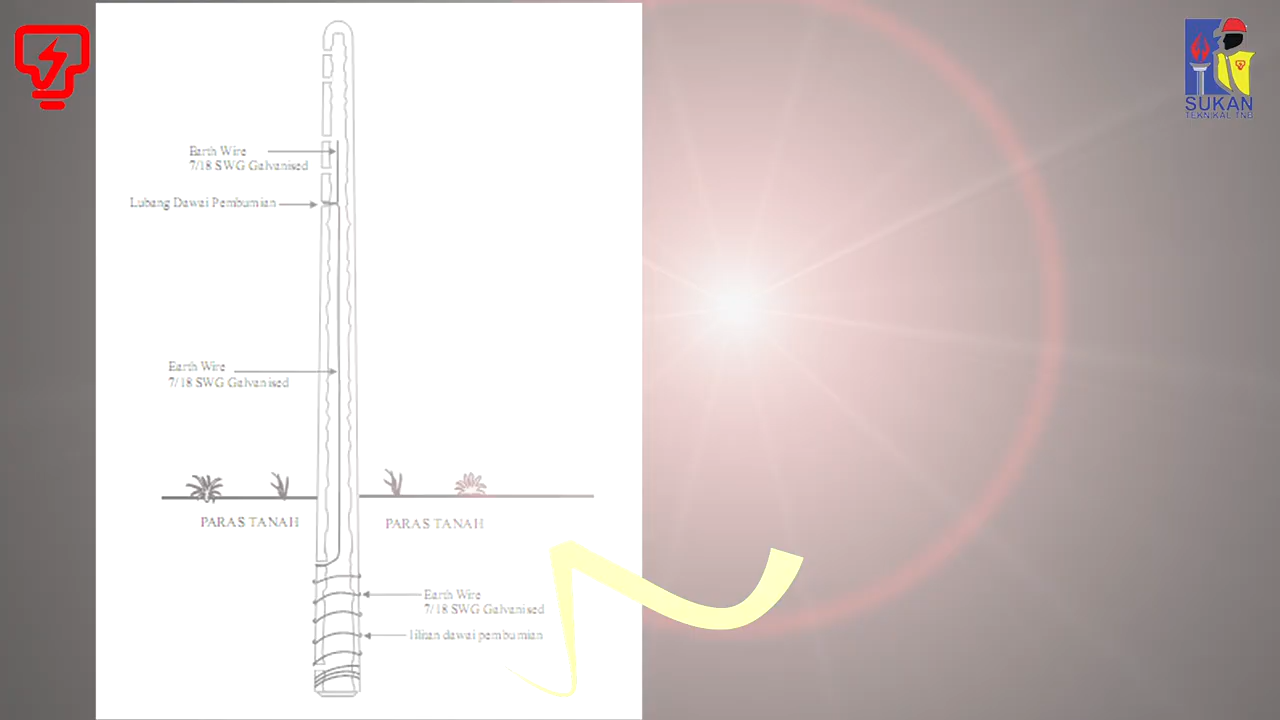 Earth Wire
7/18 SWG Galvanised
Lubang Dawai Pembumian
Earth Wire
7/18 SWG Galvanised
PARAS TANAH
PARAS TANAH
Earth Wire
7/18 SWG Galvanised
lilitan dawai pembumian
SUKAN
TEKNIKAL TNB